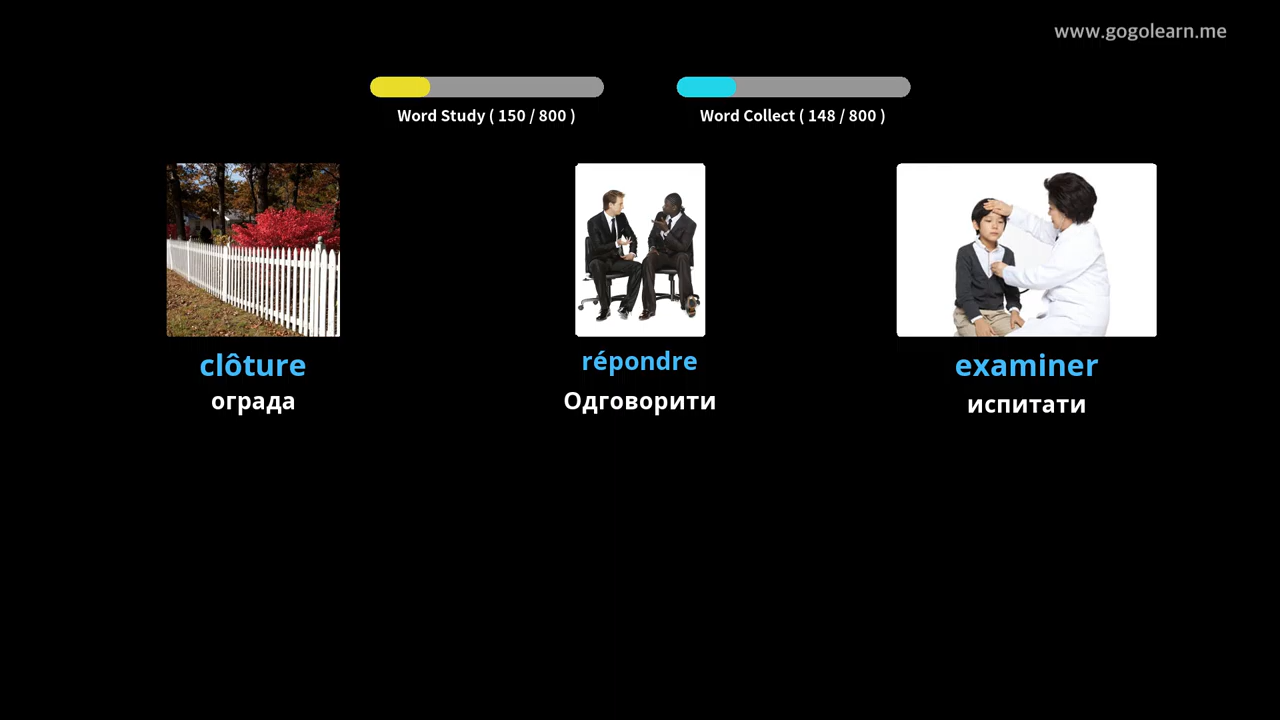 www.gogolearn.me
Word Study ( 150 / 800 )
Word Collect ( 148 / 800 )
clôture
ограда
répondre
Одговорити
examiner
испитати